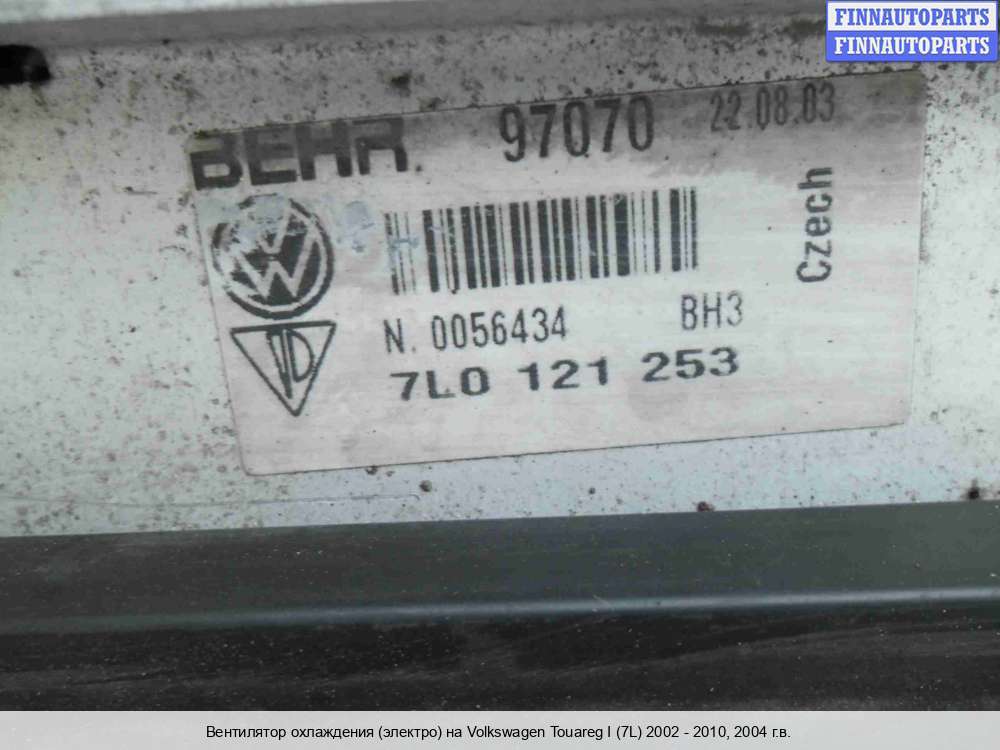 FINNAUTOPARTS
FINNAUTOPARTS
BEHR 97070 22.08.03
Czech
VW
N. 0056434 BH3
7L0 121 253
Вентилятор охлаждения (электро) на Volkswagen Touareg I (7L) 2002 - 2010, 2004 г.в.